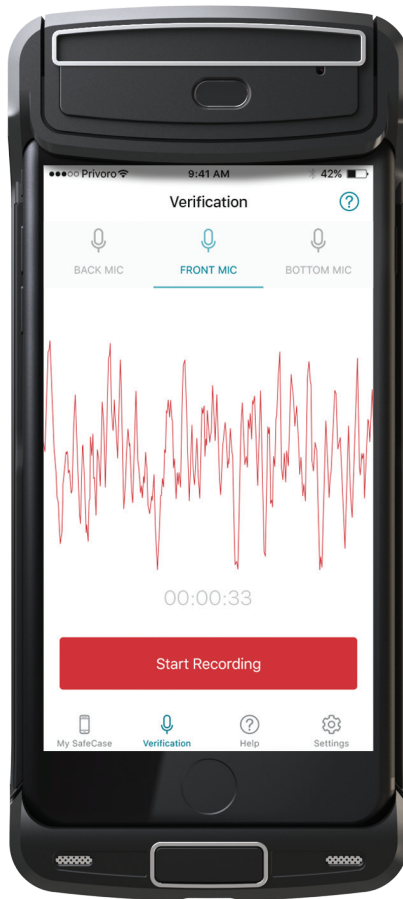 ●●●○○ Privoro 9:41 AM 42%
Verification ?
BACK MIC FRONT MIC BOTTOM MIC
00:00:33
Start Recording
My SafeCase Verification Help Settings